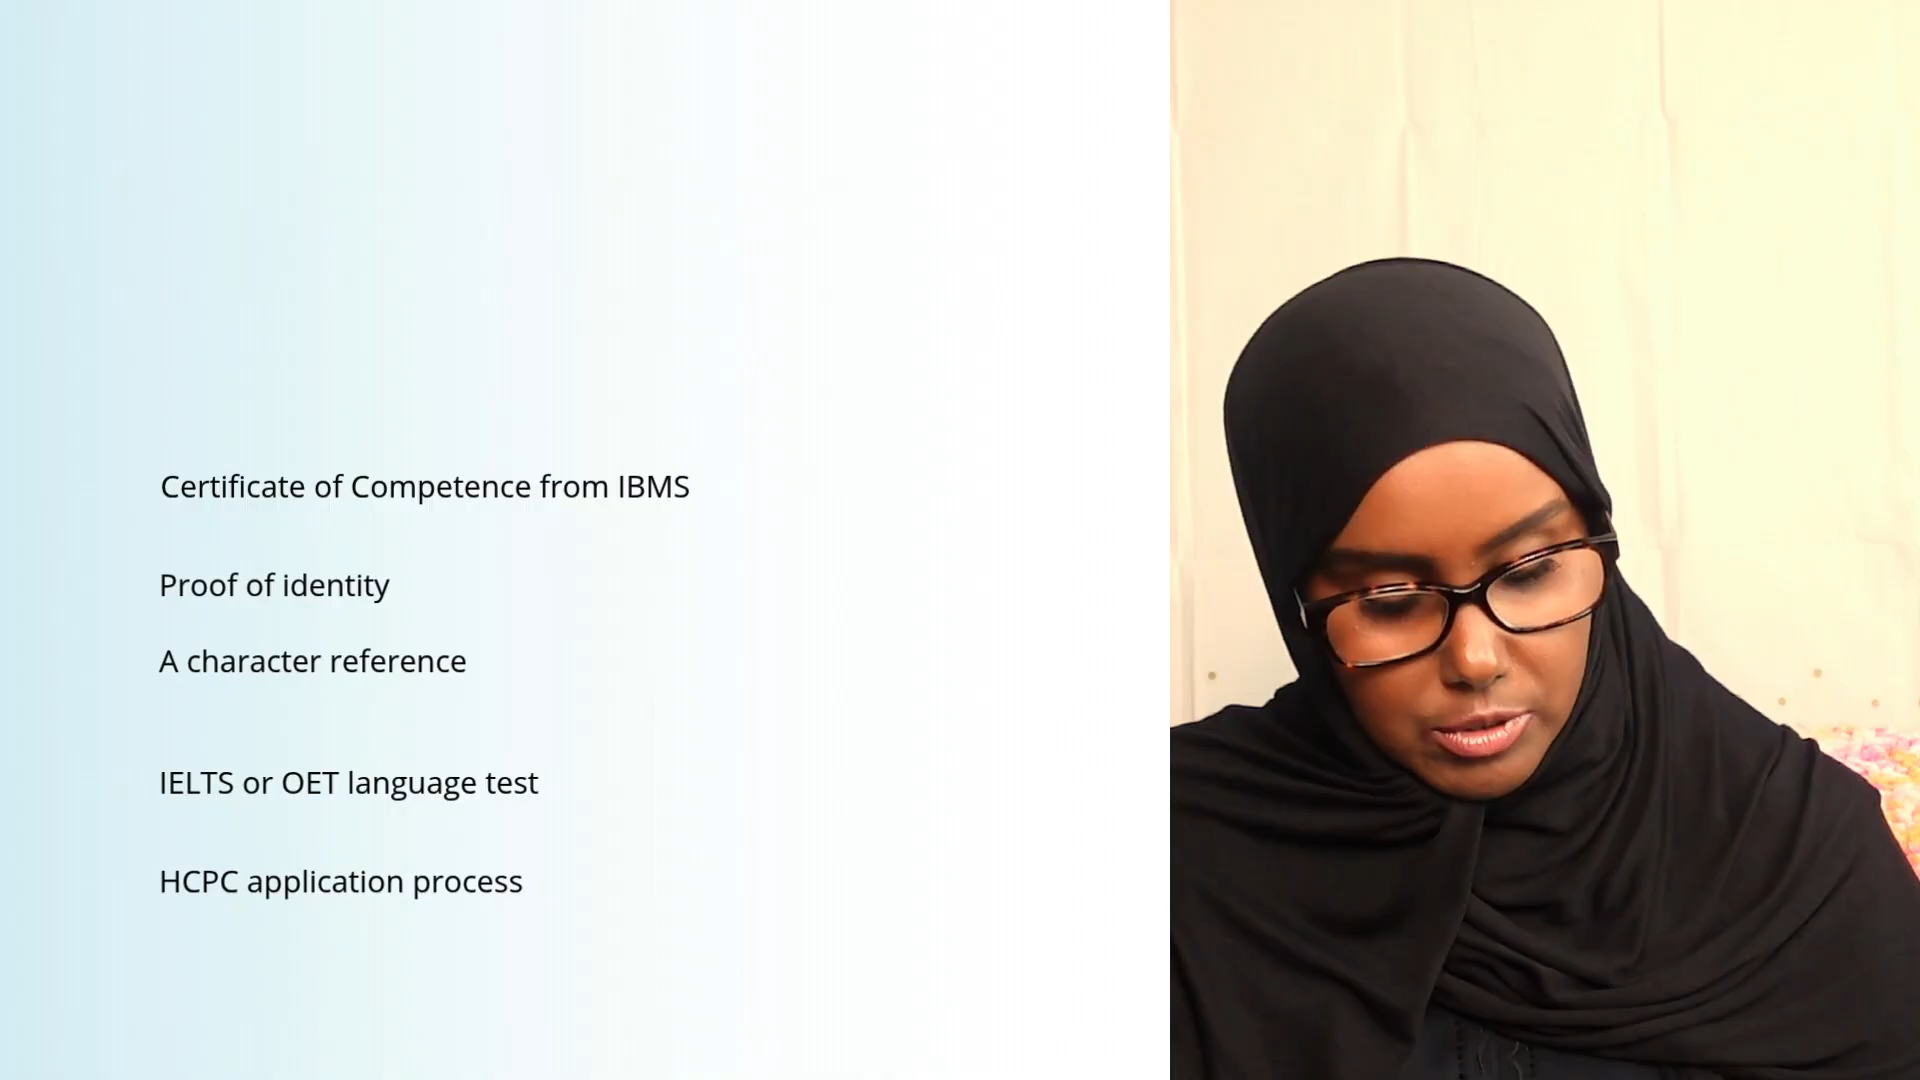 Certificate of Competence from IBMS
Proof of identity
A character reference
IELTS or OET language test
HCPC application process